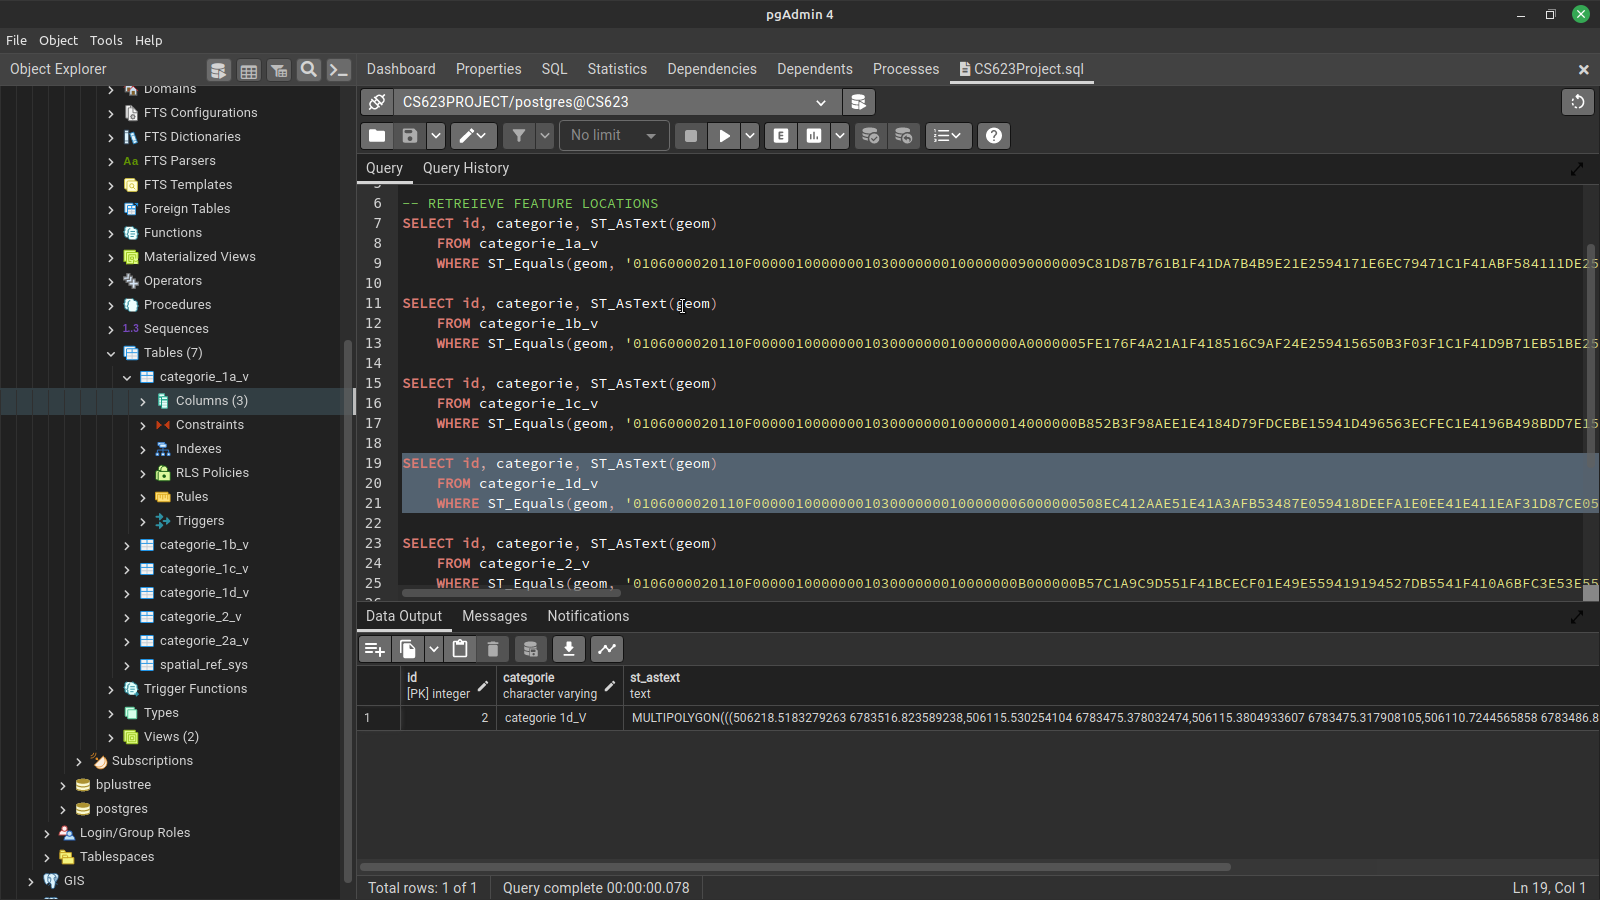 pgAdmin 4
File Object Tools Help
Object Explorer
Dashboard Properties SQL Statistics Dependencies Dependents Processes CS623Project.sql
Domains
FTS Configurations
FTS Dictionaries
Aa FTS Parsers
FTS Templates
Foreign Tables
Functions
Materialized Views
Operators
Procedures
1.3 Sequences
Tables (7)
categorie_1a_v
Columns (3)
Constraints
Indexes
RLS Policies
Rules
Triggers
categorie_1b_v
categorie_1c_v
categorie_1d_v
categorie_2_v
categorie_2a_v
spatial_ref_sys
Trigger Functions
Types
Views (2)
Subscriptions
bplustree
postgres
Login/Group Roles
Tablespaces
GIS
CS623PROJECT/postgres@CS623
No limit
E
Query Query History
6 -- RETREIEVE FEATURE LOCATIONS
7 SELECT id, categorie, ST_AsText(geom)
8 FROM categorie_1a_v
9 WHERE ST_Equals(geom, '0106000020110F000001000000010300000001000000090000009C81D87B761B1F41DA7B4B9E21E2594171E6EC79471C1F41ABF584111DE25
10
11 SELECT id, categorie, ST_AsText(geom)
12 FROM categorie_1b_v
13 WHERE ST_Equals(geom, '0106000020110F0000010000000103000000010000000A0000005FE176F4A21A1F418516C9AF24E259415650B3F03F1C1F41D9B71EB51BE25
14
15 SELECT id, categorie, ST_AsText(geom)
16 FROM categorie_1c_v
17 WHERE ST_Equals(geom, '0106000020110F00000100000001030000000100000014000000B852B3F98AEE1E4184D79FDCEBE15941D496563ECFEC1E4196B498BDD7E15
18
19 SELECT id, categorie, ST_AsText(geom)
20 FROM categorie_1d_v
21 WHERE ST_Equals(geom, '0106000020110F00000100000001030000000100000006000000508EC412AAE51E41A3AFB53487E059418DEEFA1E0EE41E411EAF31D87CE05
22
23 SELECT id, categorie, ST_AsText(geom)
24 FROM categorie_2_v
25 WHERE ST_Equals(geom, '0106000020110F0000010000000103000000010000000B000000B57C1A9C9D551F41BCECF01E49E559419194527DB5541F410A6BFC3E53E55
Data Output Messages Notifications
id categorie st_astext
[PK] integer character varying text
1 2 categorie 1d_V MULTIPOLYGON(((506218.5183279263 6783516.823589238,506115.530254104 6783475.378032474,506115.3804933607 6783475.317908105,506110.7244565858 6783486.8
Total rows: 1 of 1 Query complete 00:00:00.078 Ln 19, Col 1